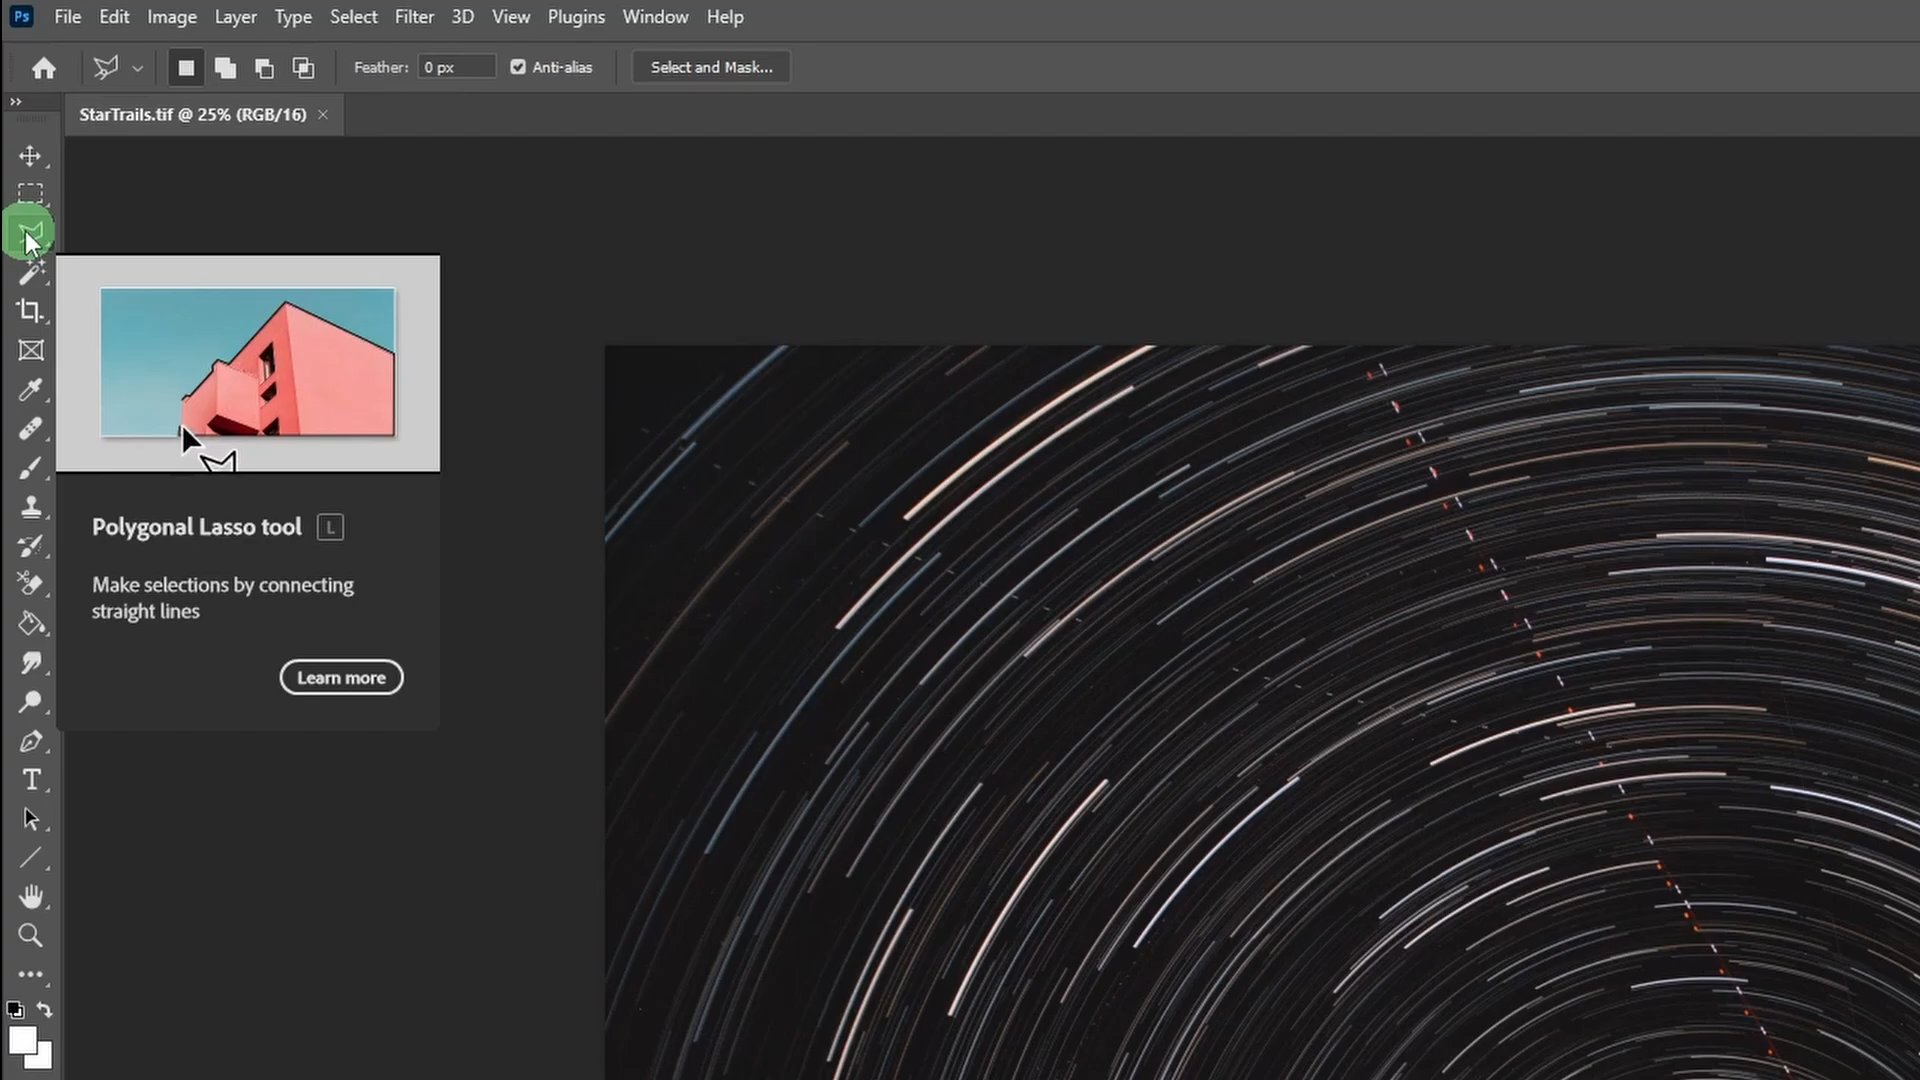 Ps File Edit Image Layer Type Select Filter 3D View Plugins Window Help
Feather: 0 px Anti-alias Select and Mask...
StarTrails.tif @ 25% (RGB/16) ×
Polygonal Lasso tool L
Make selections by connecting
straight lines
Learn more